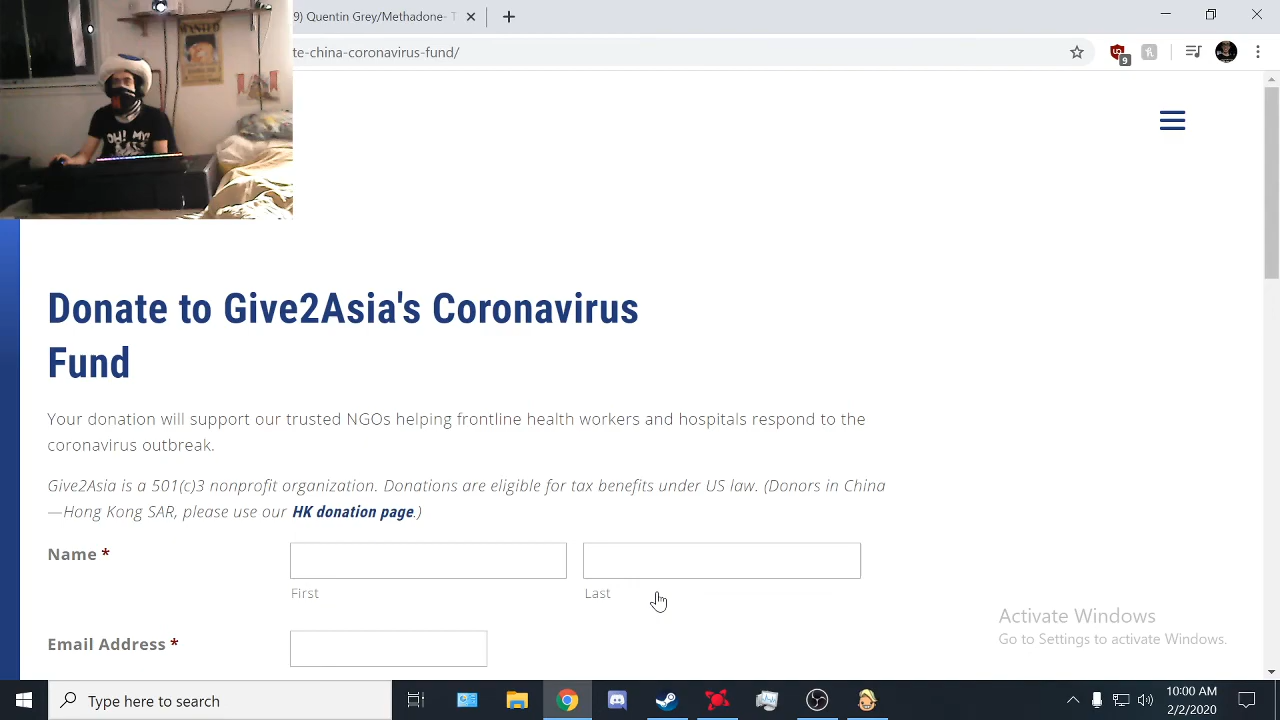 9) Quentin Grey/Methadone- T
te-china-coronavirus-fund/
9
WANTED
OH! MY!
Donate to Give2Asia's Coronavirus
Fund
Your donation will support our trusted NGOs helping frontline health workers and hospitals respond to the
coronavirus outbreak.
Give2Asia is a 501(c)3 nonprofit organization. Donations are eligible for tax benefits under US law. (Donors in China
—Hong Kong SAR, please use our HK donation page.)
Name *
First
Last
Email Address *
Activate Windows
Go to Settings to activate Windows.
Type here to search
10:00 AM
2/2/2020